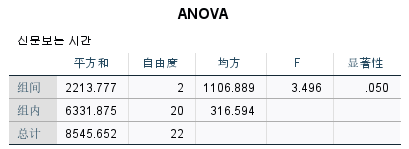 ANOVA
신문보는 시간
平方和 自由度 均方 F 显著性
组间 2213.777 2 1106.889 3.496 .050
组内 6331.875 20 316.594
总计 8545.652 22